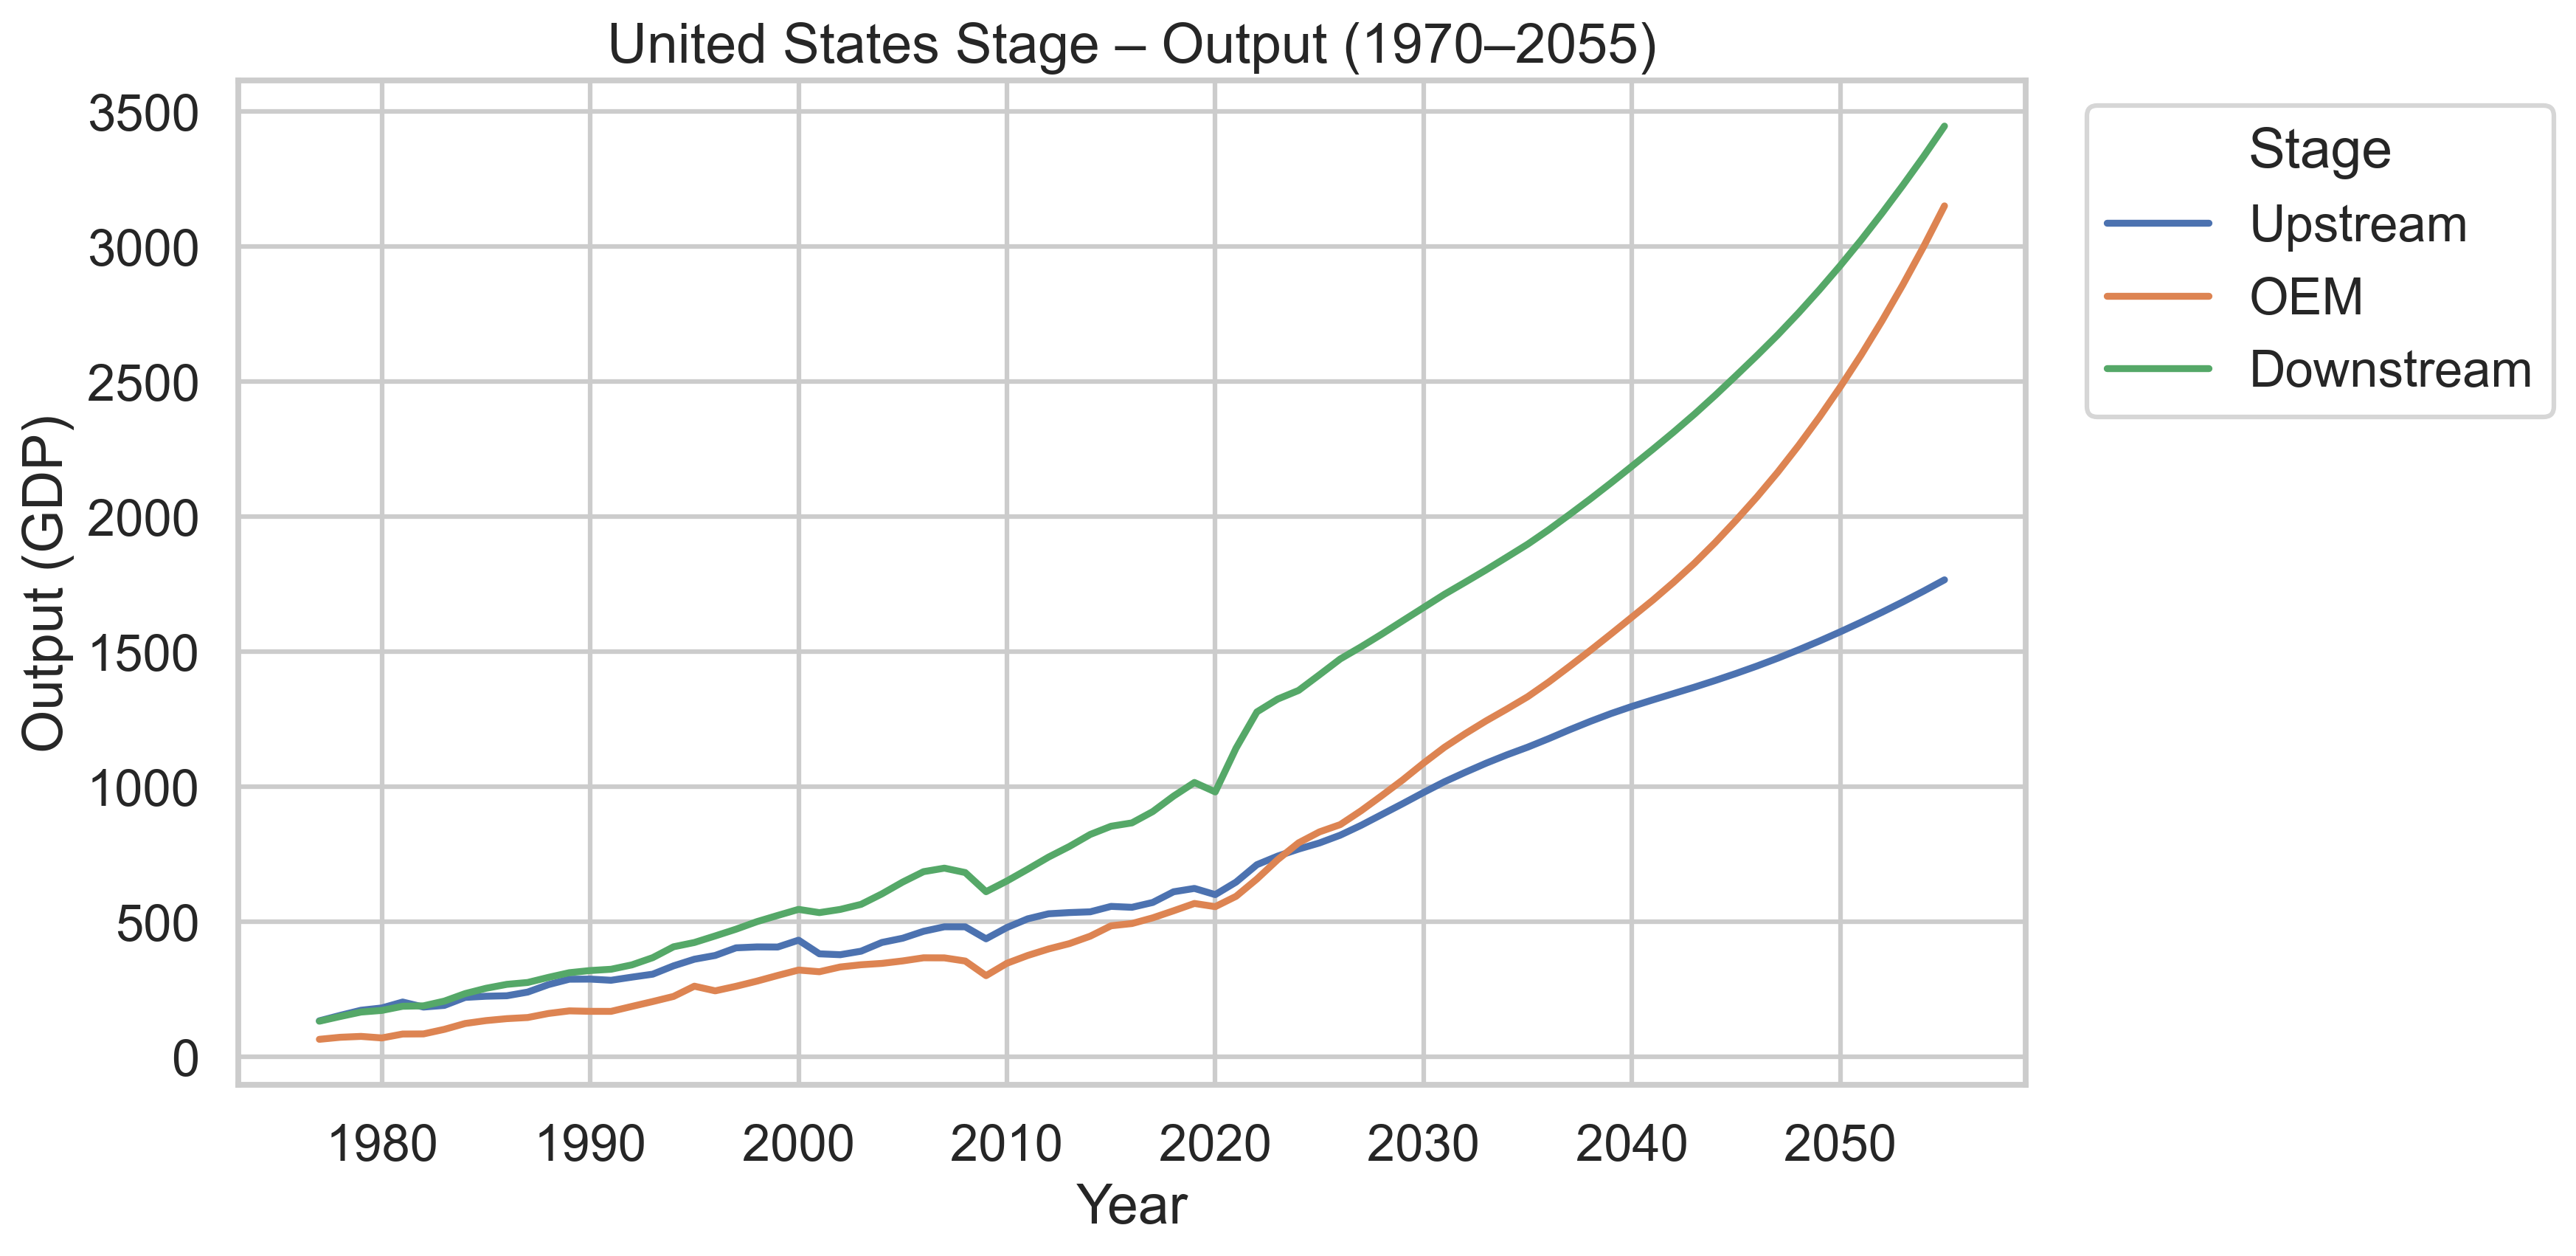 United States Stage – Output (1970–2055)
3500
3000
2500
2000
1500
1000
500
0
Output (GDP)
1980 1990 2000 2010 2020 2030 2040 2050
Year
Stage
Upstream
OEM
Downstream